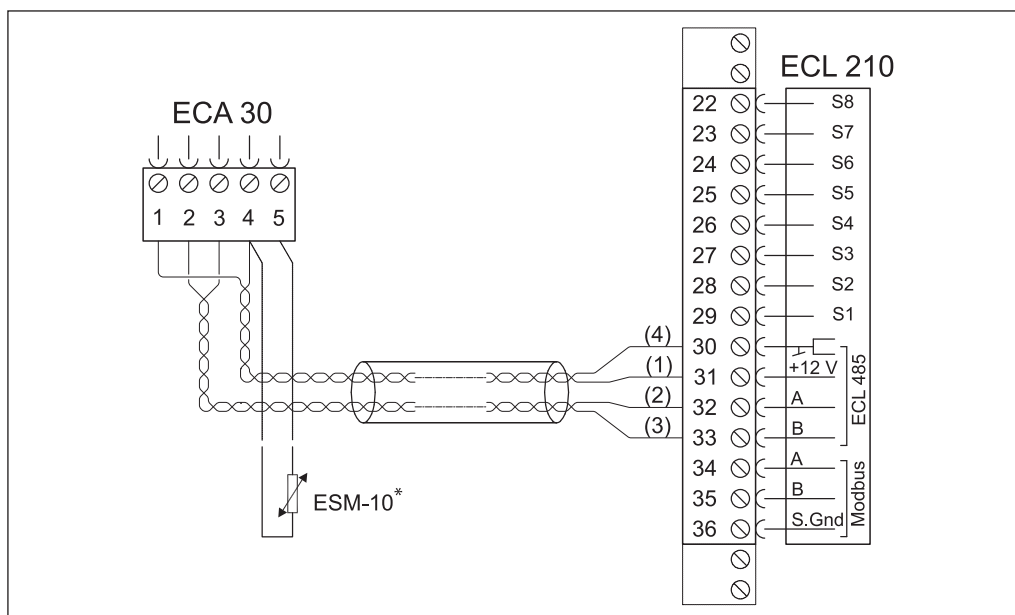 ECA 30
1 2 3 4 5
ESM-10*
ECL 210
22 S8
23 S7
24 S6
25 S5
26 S4
27 S3
28 S2
29 S1
(4) 30
(1) 31 +12 V
(2) 32 A
(3) 33 B
ECL 485
34 A
35 B
36 S.Gnd
Modbus